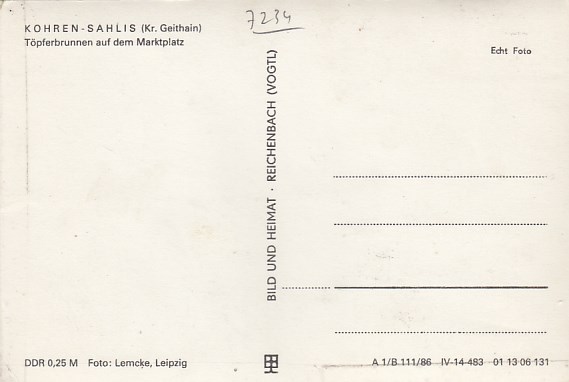 7234
KOHREN-SAHLIS (Kr. Geithain)
Töpferbrunnen auf dem Marktplatz
Echt Foto
BILD UND HEIMAT · REICHENBACH (VOGTL)
DDR 0,25 M Foto: Lemcke, Leipzig
A 1/B 111/86 IV-14-483 01 13 06 131